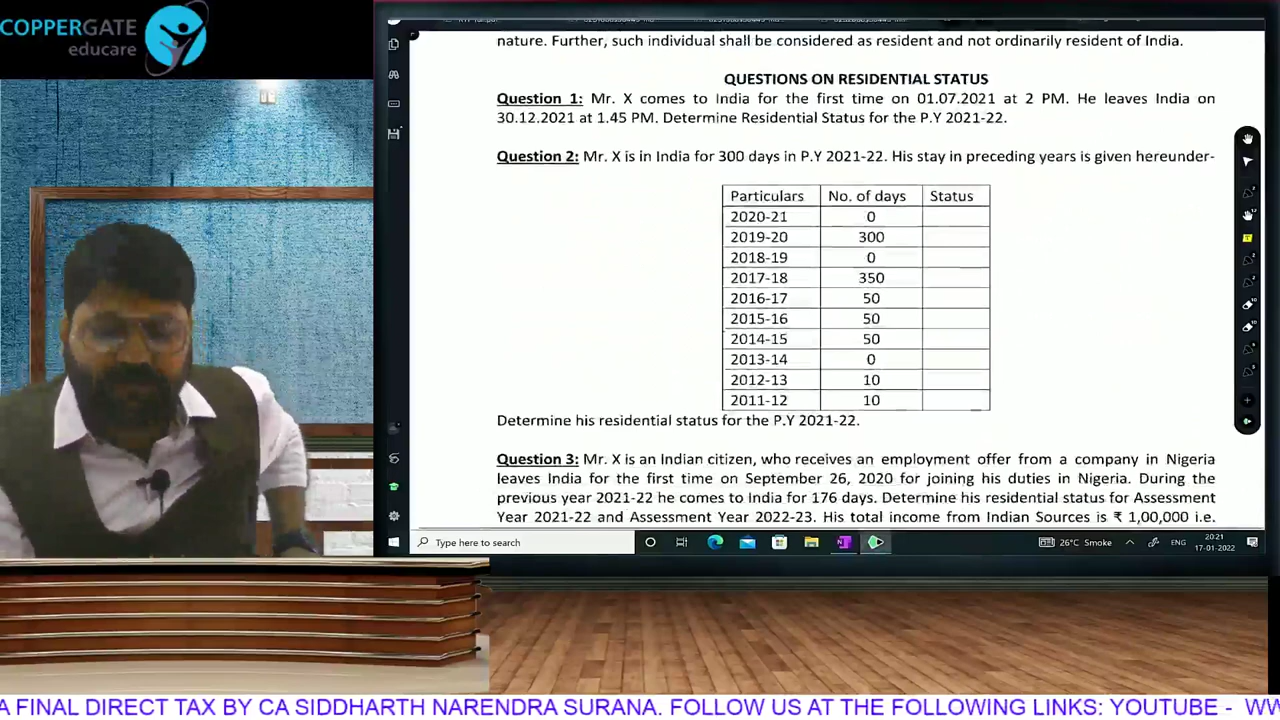 COPPERGATE
educare
nature. Further, such individual shall be considered as resident and not ordinarily resident of India.
QUESTIONS ON RESIDENTIAL STATUS
Question 1: Mr. X comes to India for the first time on 01.07.2021 at 2 PM. He leaves India on
30.12.2021 at 1.45 PM. Determine Residential Status for the P.Y 2021-22.
Question 2: Mr. X is in India for 300 days in P.Y 2021-22. His stay in preceding years is given hereunder-
Particulars No. of days Status
2020-21 0
2019-20 300
2018-19 0
2017-18 350
2016-17 50
2015-16 50
2014-15 50
2013-14 0
2012-13 10
2011-12 10
Determine his residential status for the P.Y 2021-22.
Question 3: Mr. X is an Indian citizen, who receives an employment offer from a company in Nigeria
leaves India for the first time on September 26, 2020 for joining his duties in Nigeria. During the
previous year 2021-22 he comes to India for 176 days. Determine his residential status for Assessment
Year 2021-22 and Assessment Year 2022-23. His total income from Indian Sources is ₹ 1,00,000 i.e.
Type here to search
26°C Smoke
ENG
20:21
17-01-2022
A FINAL DIRECT TAX BY CA SIDDHARTH NARENDRA SURANA. FOLLOW US AT THE FOLLOWING LINKS: YOUTUBE -